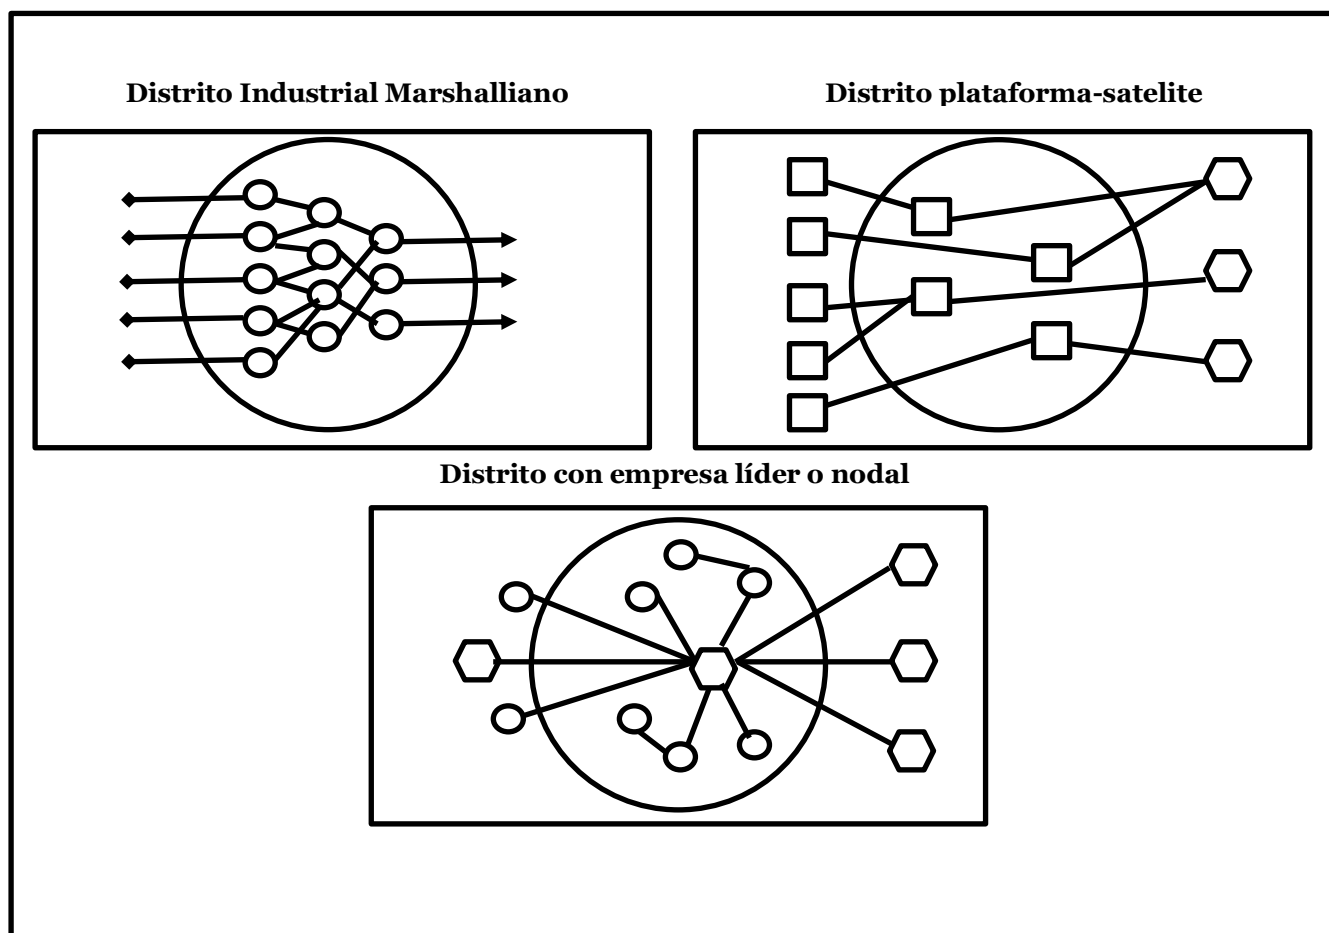 Distrito Industrial Marshalliano
Distrito plataforma-satelite
Distrito con empresa líder o nodal